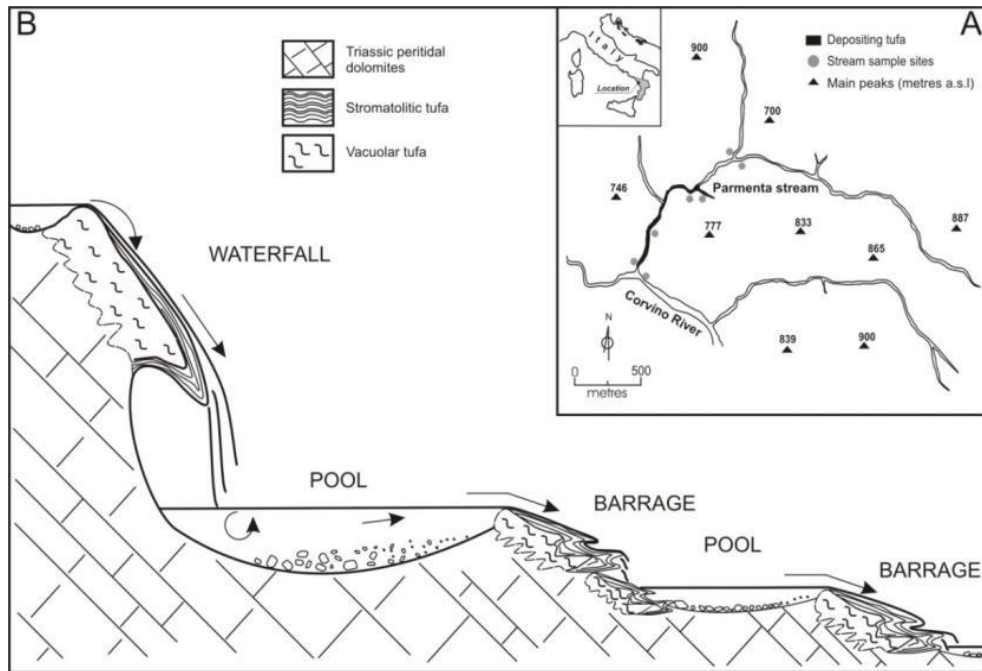 B
Triassic peritidal
dolomites
Stromatolitic tufa
Vacuolar tufa
WATERFALL
POOL
BARRAGE
POOL
BARRAGE
A
Italy
Location
Depositing tufa
Stream sample sites
Main peaks (metres a.s.l)
900
700
746
Parmenta stream
777
833
887
865
Corvino River
N
839
900
0 500
metres